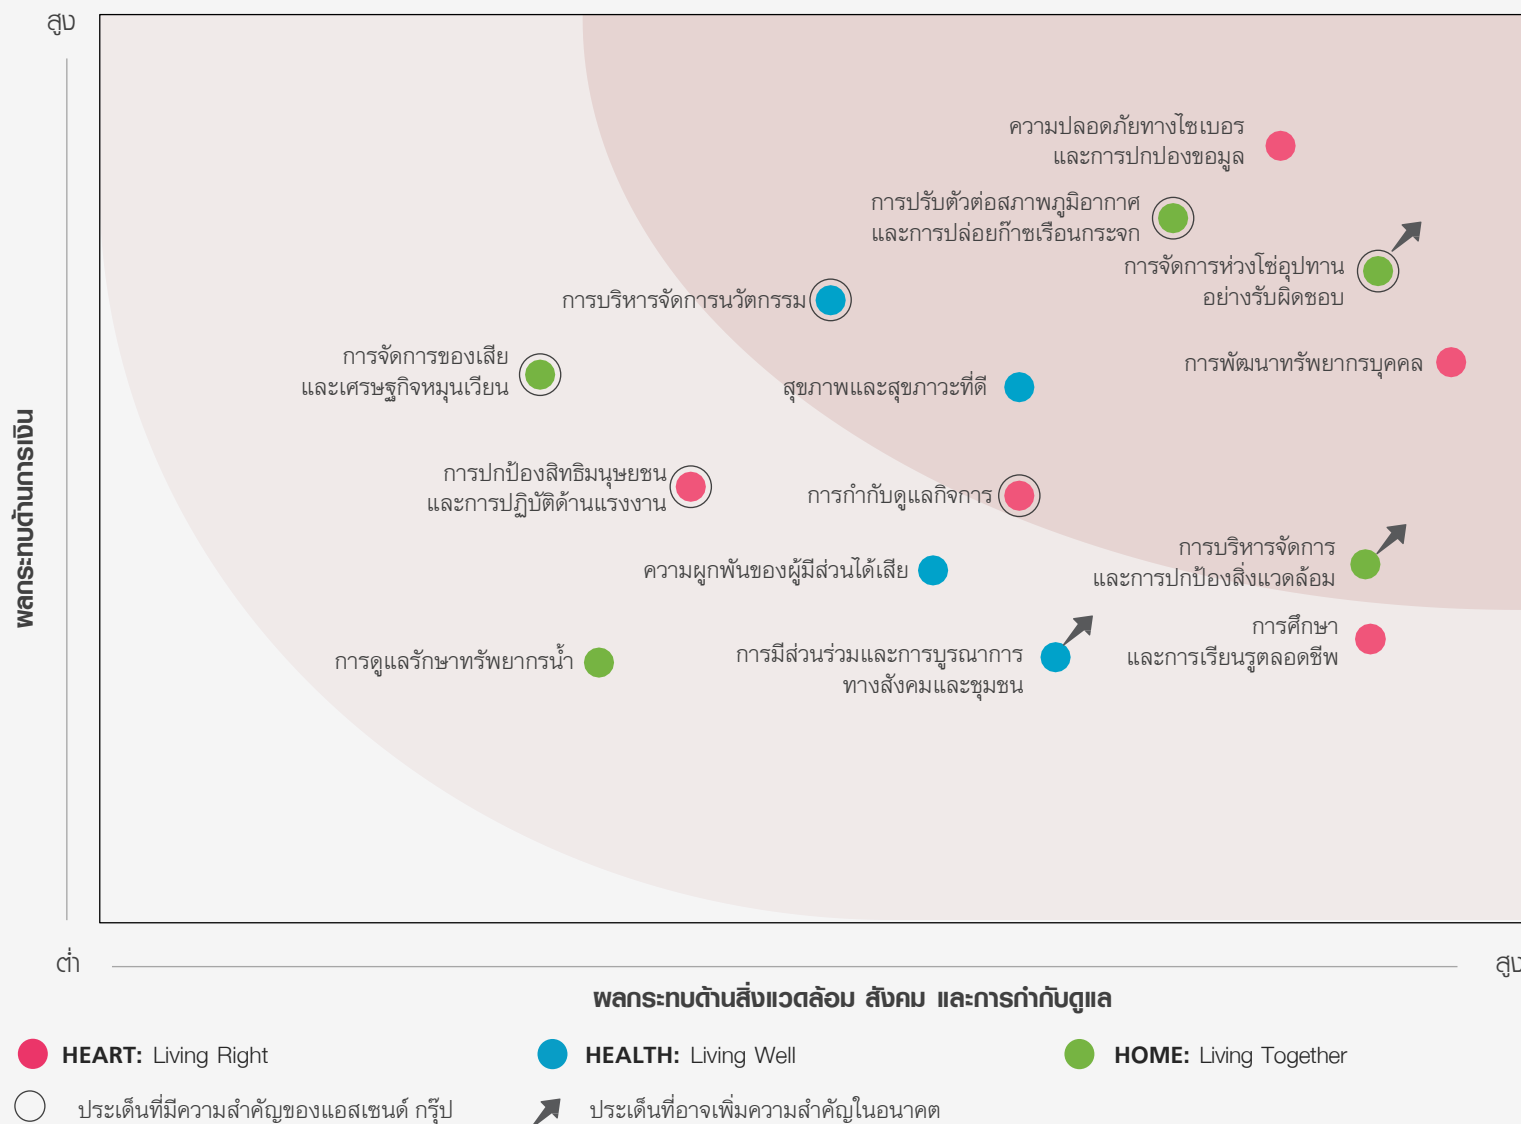 สูง
ความปลอดภัยทางไซเบอร
และการปกปองขอมูล
การปรับตัวต่อสภาพภูมิอากาศ
และการปล่อยก๊าซเรือนกระจก
การจัดการห่วงโซ่อุปทาน
อย่างรับผิดชอบ
การบริหารจัดการนวัตกรรม
การจัดการของเสีย
และเศรษฐกิจหมุนเวียน
การพัฒนาทรัพยากรบุคคล
สุขภาพและสุขภาวะที่ดี
ผลกระทบด้านการเงิน
การปกป้องสิทธิมนุษยชน
และการปฏิบัติด้านแรงงาน
การกำกับดูแลกิจการ
การบริหารจัดการ
และการปกป้องสิ่งแวดล้อม
ความผูกพันของผู้มีส่วนได้เสีย
การศึกษา
และการเรียนรูตลอดชีพ
การดูแลรักษาทรัพยากรน้ำ
การมีส่วนร่วมและการบูรณาการ
ทางสังคมและชุมชน
ต่ำ
สูง
ผลกระทบด้านสิ่งแวดล้อม สังคม และการกำกับดูแล
HEART: Living Right
HEALTH: Living Well
HOME: Living Together
ประเด็นที่มีความสำคัญของแอสเซนด์ กรุ๊ป
ประเด็นที่อาจเพิ่มความสำคัญในอนาคต